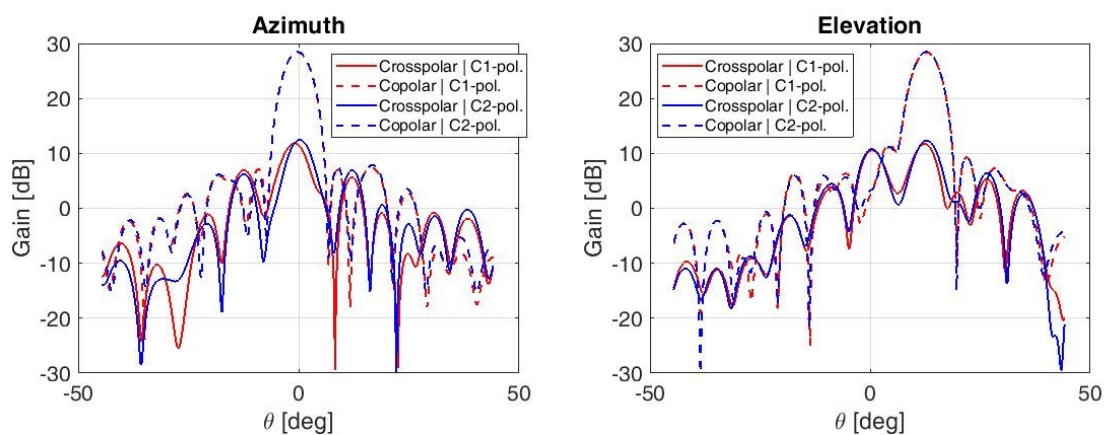 Azimuth
30
20
10
0
-10
-20
-30
Gain [dB]
Crosspolar | C1-pol.
Copolar | C1-pol.
Crosspolar | C2-pol.
Copolar | C2-pol.
-50
0
50
θ [deg]
Elevation
30
20
10
0
-10
-20
-30
Gain [dB]
Crosspolar | C1-pol.
Copolar | C1-pol.
Crosspolar | C2-pol.
Copolar | C2-pol.
-50
0
50
θ [deg]